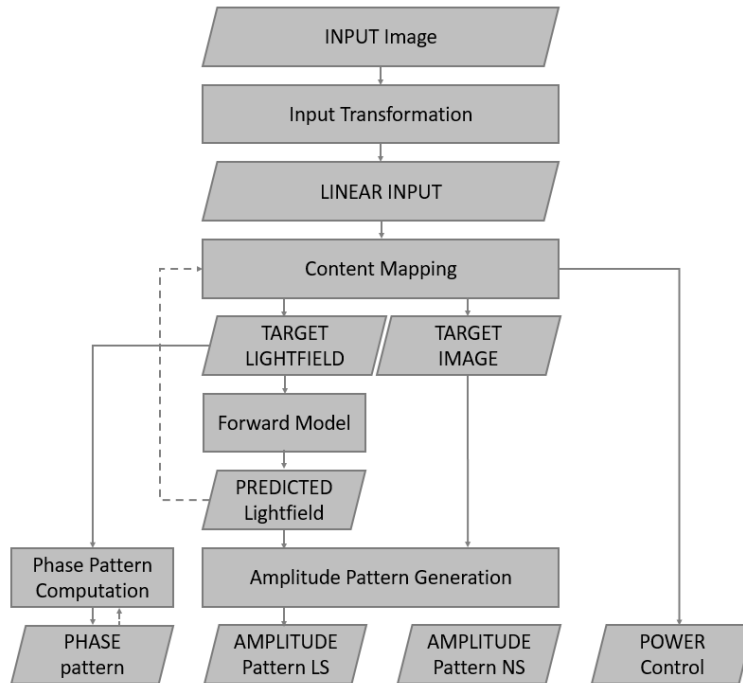 INPUT Image
Input Transformation
LINEAR INPUT
Content Mapping
TARGET
LIGHTFIELD
TARGET
IMAGE
Forward Model
PREDICTED
Lightfield
Phase Pattern
Computation
Amplitude Pattern Generation
PHASE
pattern
AMPLITUDE
Pattern LS
AMPLITUDE
Pattern NS
POWER
Control